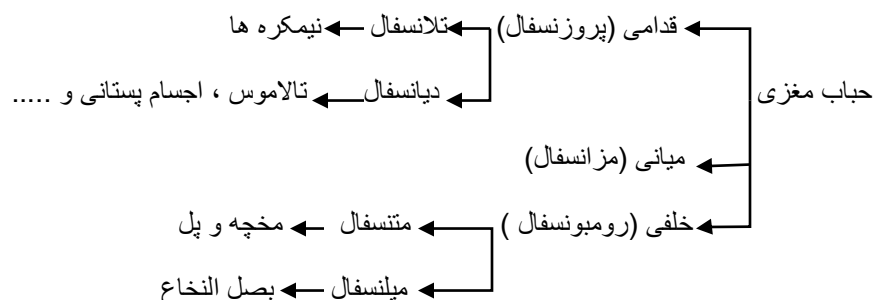 قدامی (پروزنسفال) تلانسفال نیمکره ها
حباب مغزی
دیانسفال تالاموس ، اجسام پستانی و .....
میانی (مزانسفال)
خلفی (رومبونسفال ) متنسفال مخچه و پل
میلنسفال بصل النخاع